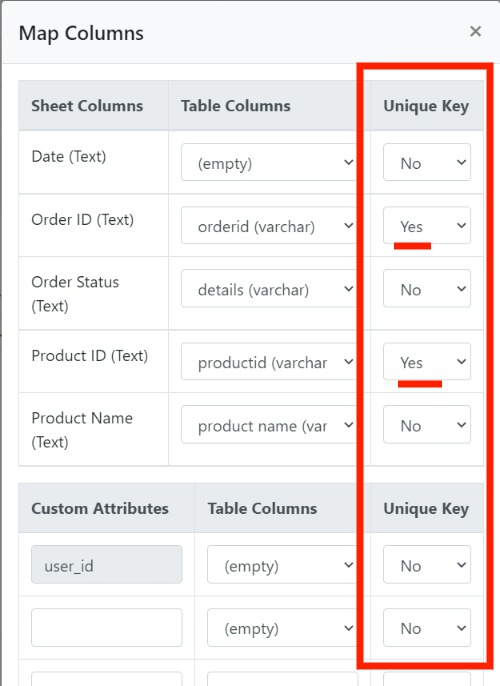 Map Columns ×
Sheet Columns Table Columns Unique Key
Date (Text) (empty) No
Order ID (Text) orderid (varchar) Yes
Order Status
(Text) details (varchar) No
Product ID (Text) productid (varchar Yes
Product Name
(Text) product name (var No
Custom Attributes Table Columns Unique Key
user_id (empty) No
(empty) No